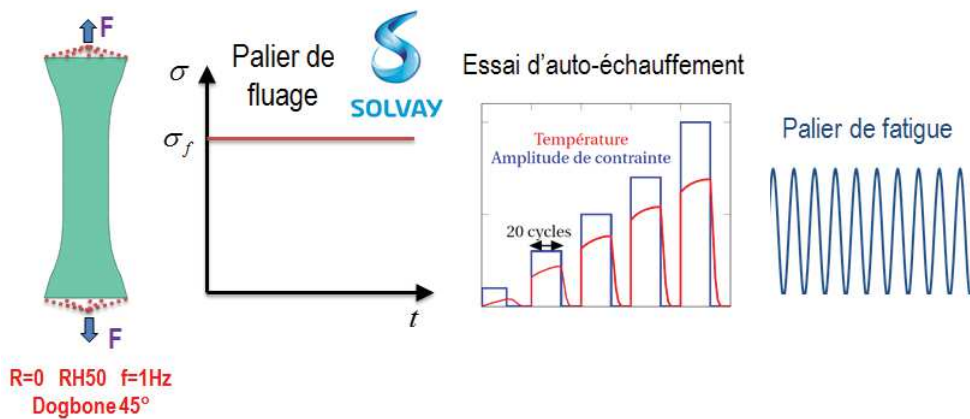 F
σ
Palier de
fluage
SOLVAY
σf
t
F
R=0 RH50 f=1Hz
Dogbone 45°
Essai d'auto-échauffement
Température
Amplitude de contrainte
20 cycles
Palier de fatigue